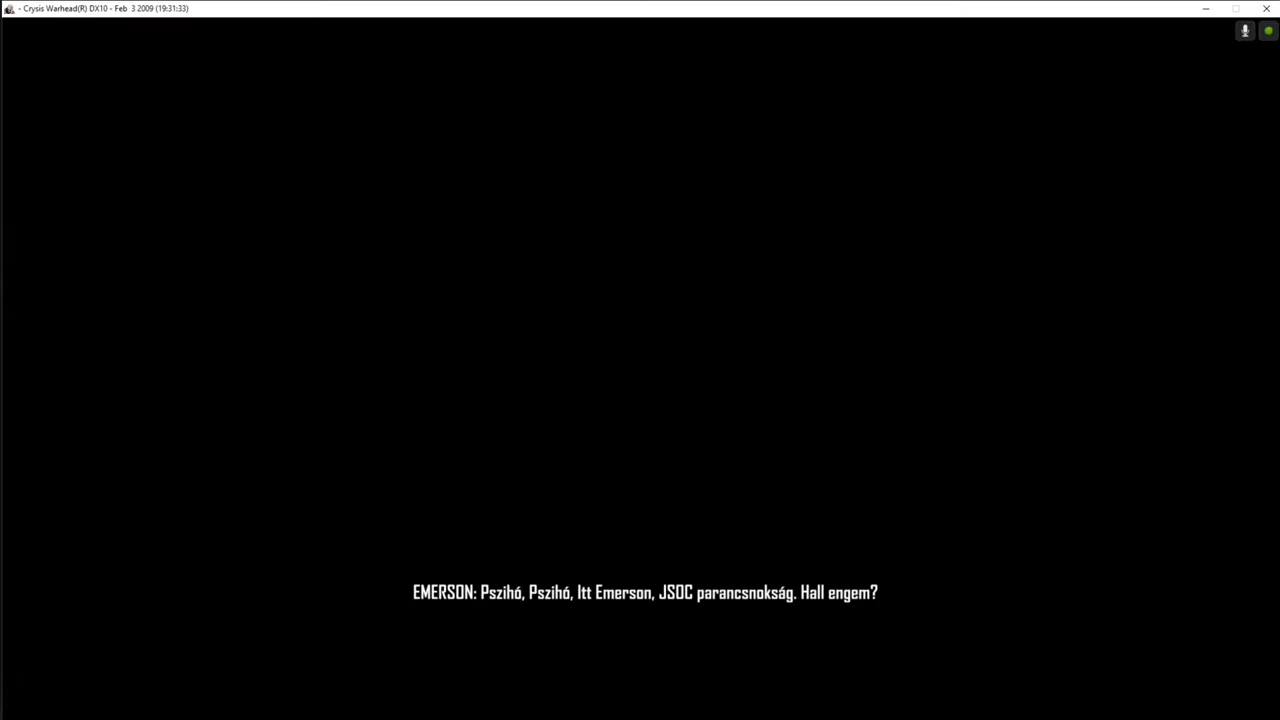 - Crysis Warhead(R) DX10 - Feb 3 2009 (19:31:33)
EMERSON: Pszihó, Pszihó, Itt Emerson, JSOC parancsnokság. Hall engem?